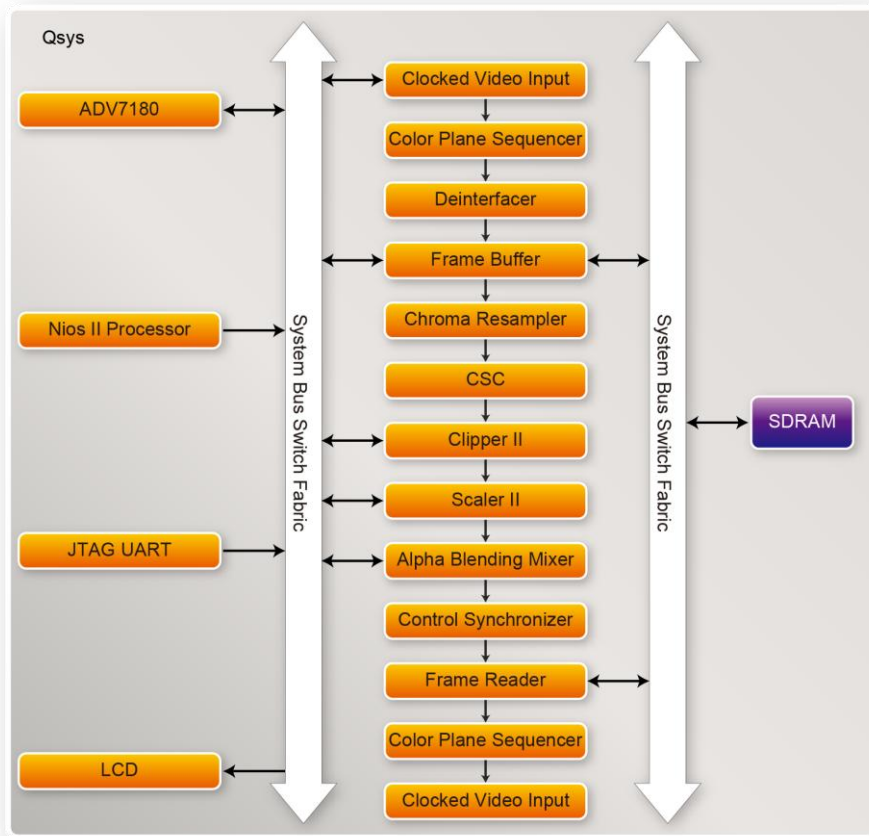 Qsys
ADV7180
Nios II Processor
JTAG UART
LCD
System Bus Switch Fabric
Clocked Video Input
Color Plane Sequencer
Deinterfacer
Frame Buffer
Chroma Resampler
CSC
Clipper II
Scaler II
Alpha Blending Mixer
Control Synchronizer
Frame Reader
Color Plane Sequencer
Clocked Video Input
System Bus Switch Fabric
SDRAM